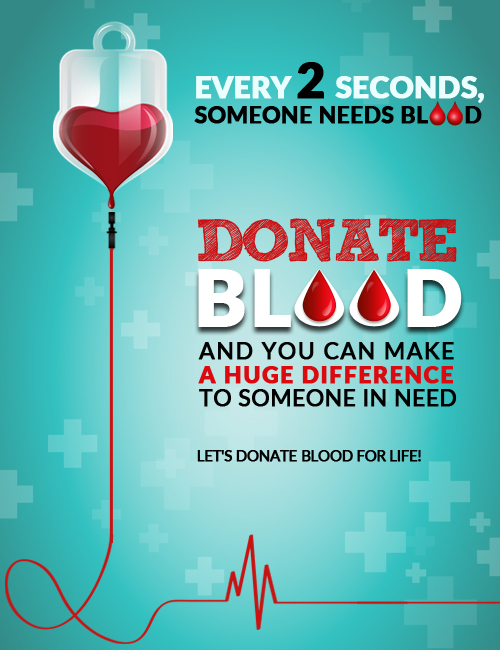 EVERY 2 SECONDS,
SOMEONE NEEDS BLOOD
DONATE
BLOOD
AND YOU CAN MAKE
A HUGE DIFFERENCE
TO SOMEONE IN NEED
LET'S DONATE BLOOD FOR LIFE!